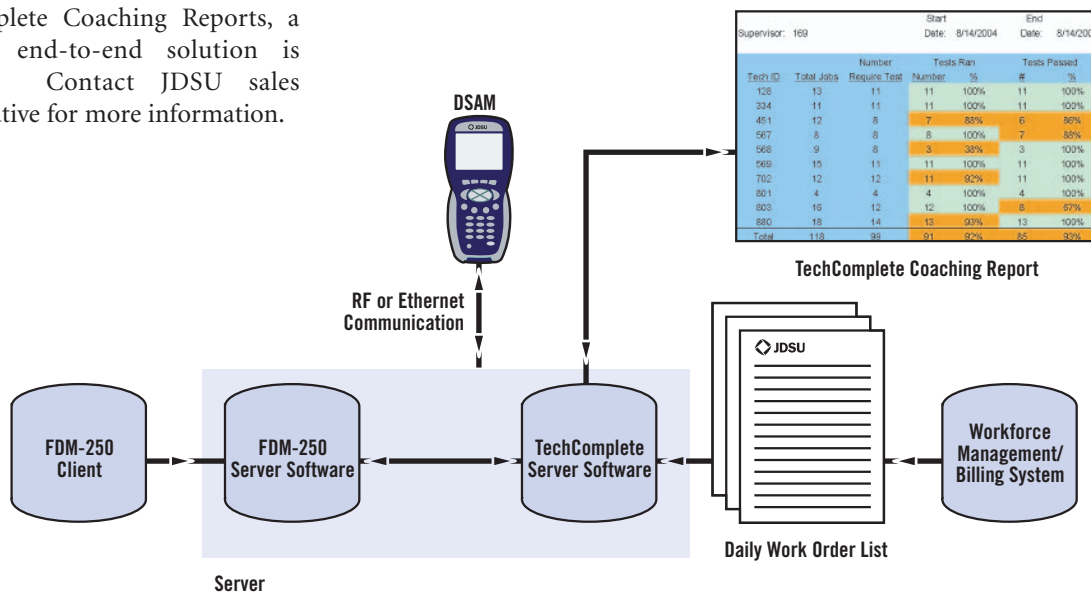 plete Coaching Reports, a
end-to-end solution is
Contact JDSU sales
ative for more information.
Start End
Supervisor: 169 Date: 8/14/2004 Date: 8/14/200
Number Tests Ran Tests Passed
Tech ID Total Jobs Require Test Number % # %
128 13 11 11 100% 11 100%
334 11 11 11 100% 11 100%
491 12 8 7 88% 6 86%
567 8 8 8 100% 7 88%
568 9 8 3 38% 3 100%
569 15 11 11 100% 11 100%
702 12 12 11 92% 11 100%
801 4 4 4 100% 4 100%
803 16 12 12 100% 8 67%
880 18 14 13 93% 13 100%
Total 118 99 91 92% 85 93%
TechComplete Coaching Report
DSAM
JDSU
RF or Ethernet
Communication
JDSU
FDM-250
Client
FDM-250
Server Software
TechComplete
Server Software
Workforce
Management/
Billing System
Daily Work Order List
Server